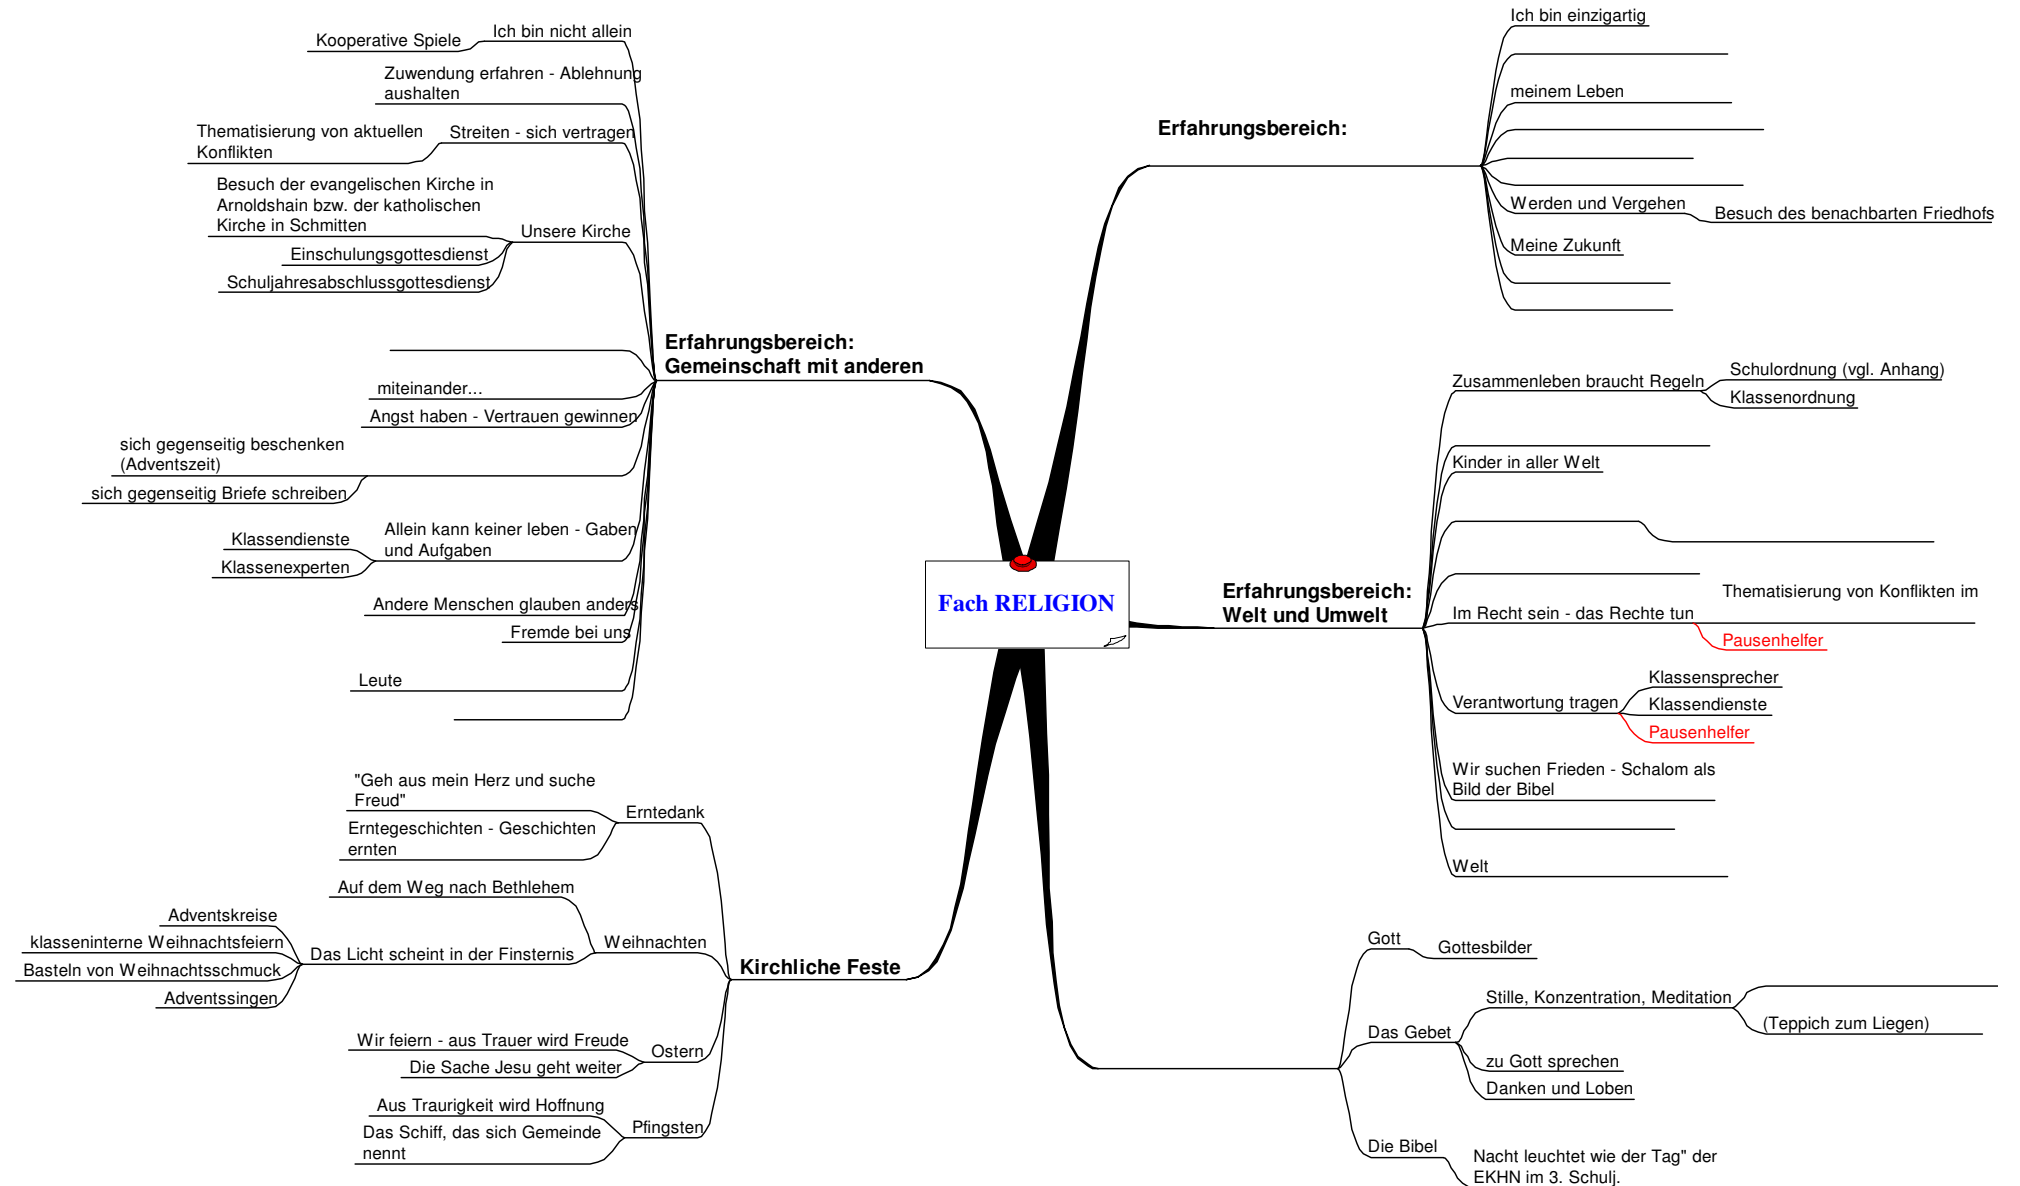 Fach RELIGION
Erfahrungsbereich:
Gemeinschaft mit anderen
Ich bin nicht allein
Kooperative Spiele
Zuwendung erfahren - Ablehnung
aushalten
Streiten - sich vertragen
Thematisierung von aktuellen
Konflikten
Unsere Kirche
Besuch der evangelischen Kirche in
Arnoldshain bzw. der katholischen
Kirche in Schmitten
Einschulungsgottesdienst
Schuljahresabschlussgottesdienst
miteinander...
Angst haben - Vertrauen gewinnen
sich gegenseitig beschenken
(Adventszeit)
sich gegenseitig Briefe schreiben
Allein kann keiner leben - Gaben
und Aufgaben
Klassendienste
Klassenexperten
Andere Menschen glauben anders
Fremde bei uns
Leute
Kirchliche Feste
Erntedank
"Geh aus mein Herz und suche
Freud"
Erntegeschichten - Geschichten
ernten
Weihnachten
Auf dem Weg nach Bethlehem
Das Licht scheint in der Finsternis
Adventskreise
klasseninterne Weihnachtsfeiern
Basteln von Weihnachtsschmuck
Adventssingen
Ostern
Wir feiern - aus Trauer wird Freude
Die Sache Jesu geht weiter
Pfingsten
Aus Traurigkeit wird Hoffnung
Das Schiff, das sich Gemeinde
nennt
Erfahrungsbereich:
Ich bin einzigartig
meinem Leben
Werden und Vergehen
Besuch des benachbarten Friedhofs
Meine Zukunft
Erfahrungsbereich:
Welt und Umwelt
Zusammenleben braucht Regeln
Schulordnung (vgl. Anhang)
Klassenordnung
Kinder in aller Welt
Im Recht sein - das Rechte tun
Thematisierung von Konflikten im
Pausenhelfer
Verantwortung tragen
Klassensprecher
Klassendienste
Pausenhelfer
Wir suchen Frieden - Schalom als
Bild der Bibel
Welt
Gott
Gottesbilder
Das Gebet
Stille, Konzentration, Meditation
(Teppich zum Liegen)
zu Gott sprechen
Danken und Loben
Die Bibel
Nacht leuchtet wie der Tag" der
EKHN im 3. Schulj.